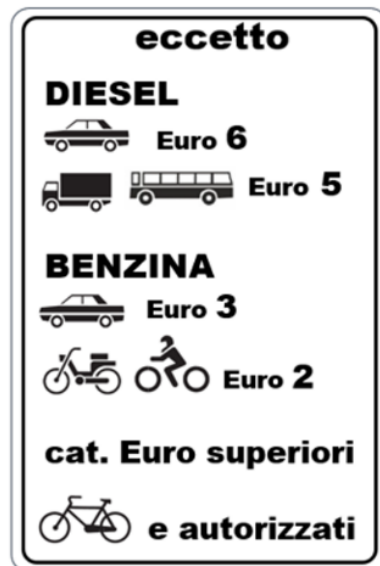 eccetto
DIESEL
Euro 6
Euro 5
BENZINA
Euro 3
Euro 2
cat. Euro superiori
e autorizzati